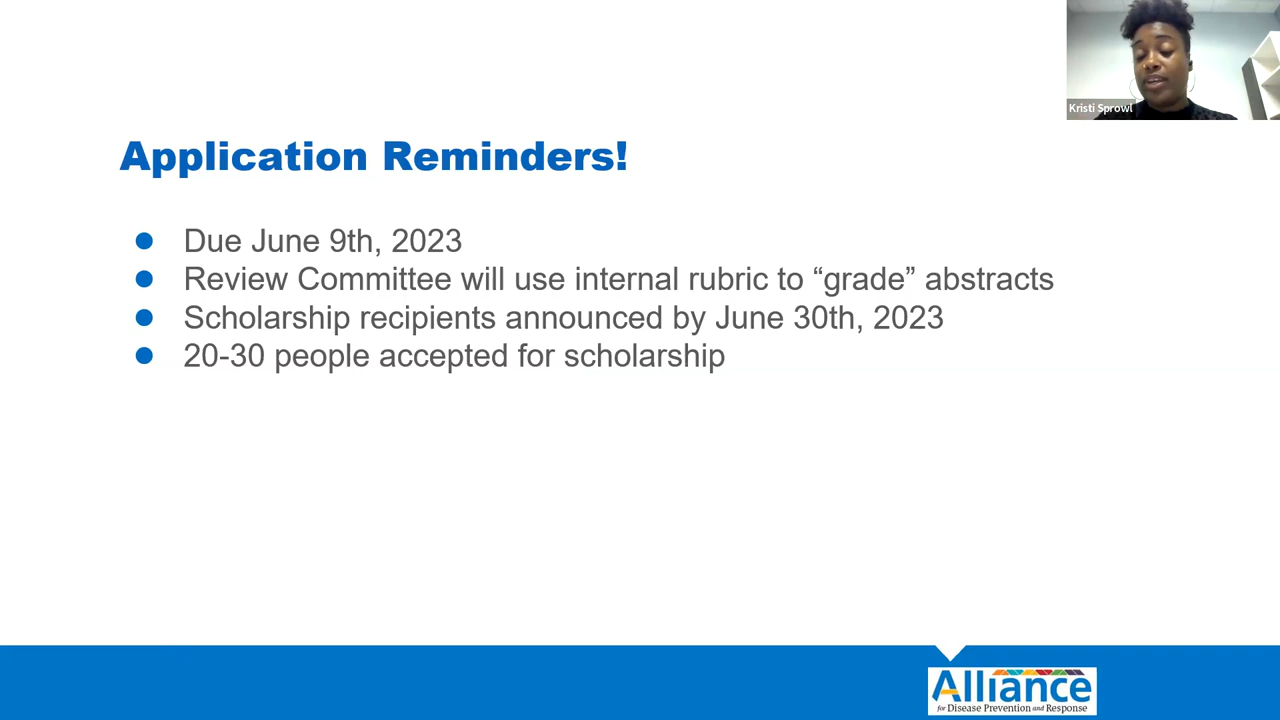 Kristi Sprowl
Application Reminders!
Due June 9th, 2023
Review Committee will use internal rubric to “grade” abstracts
Scholarship recipients announced by June 30th, 2023
20-30 people accepted for scholarship
Alliance
for Disease Prevention and Response